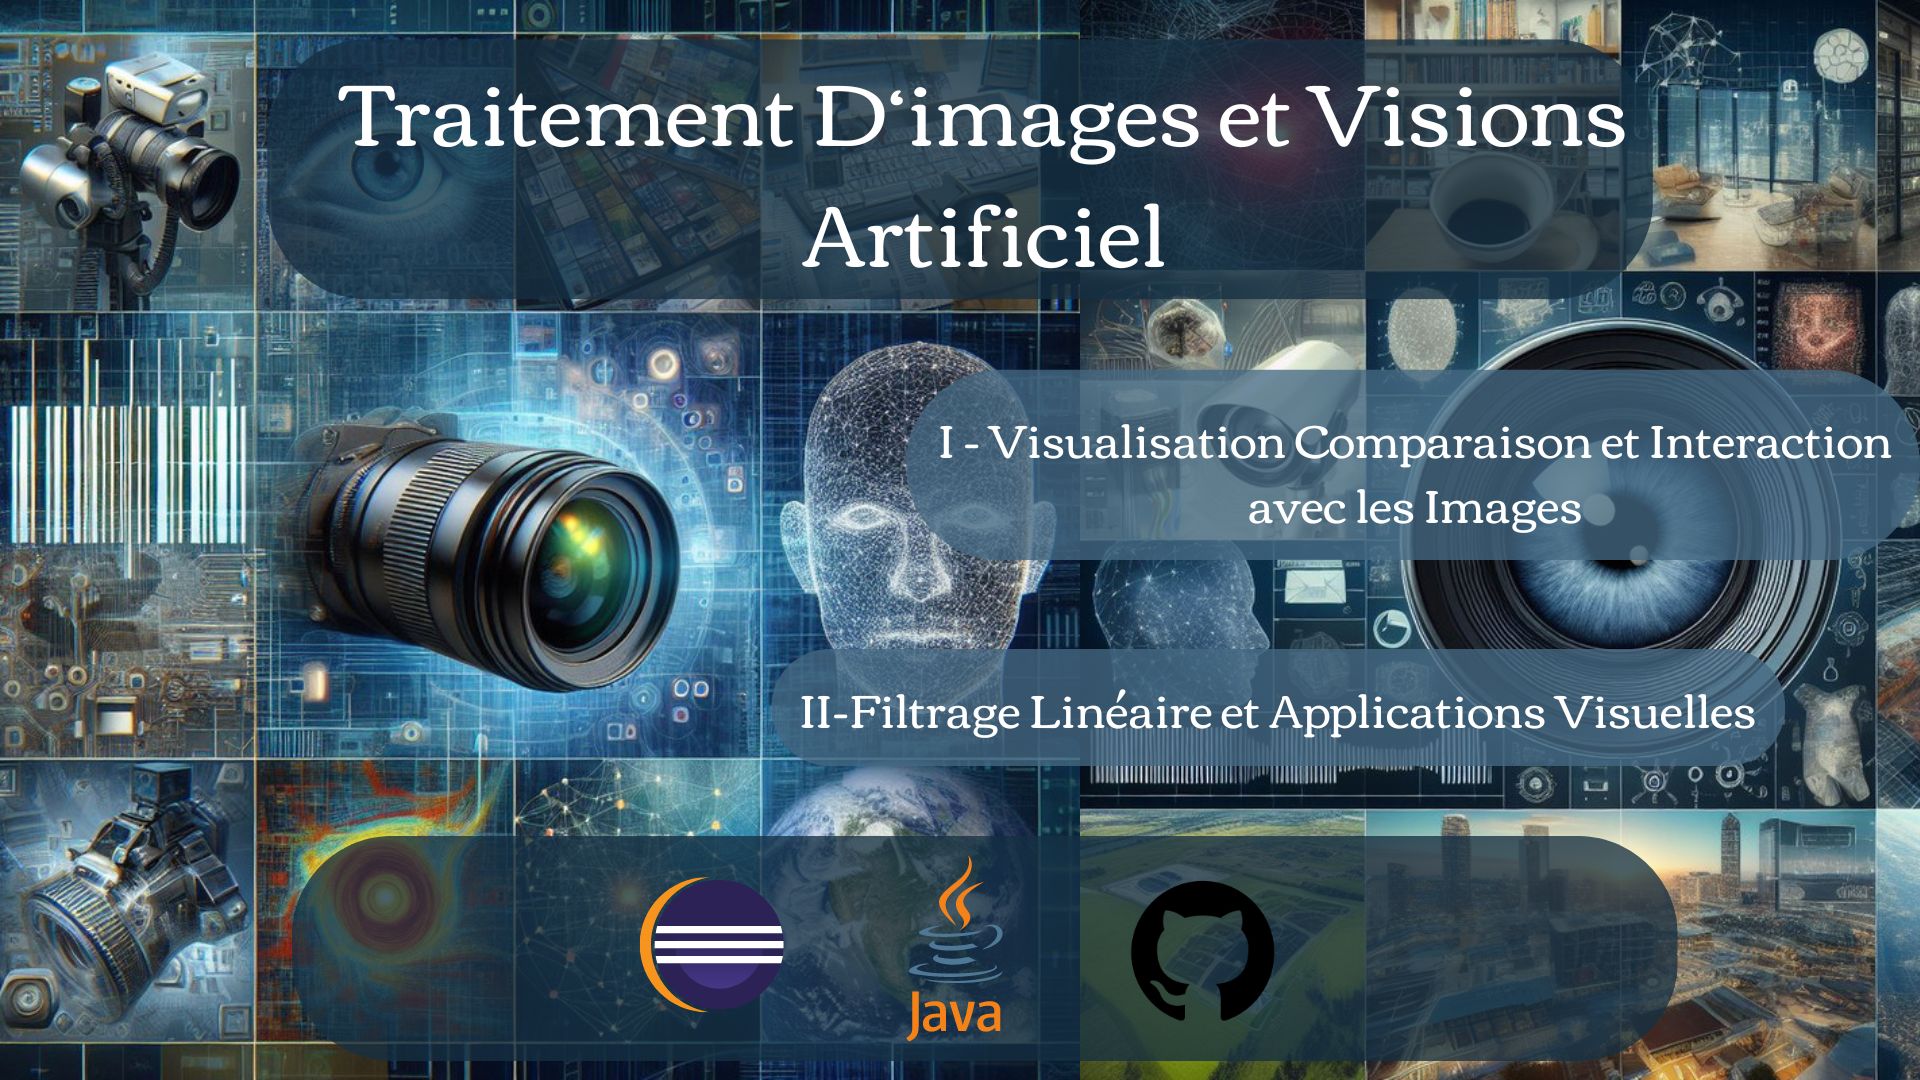 Traitement D‘images et Visions
Artificiel
I - Visualisation Comparaison et Interaction
avec les Images
II-Filtrage Linéaire et Applications Visuelles
Java